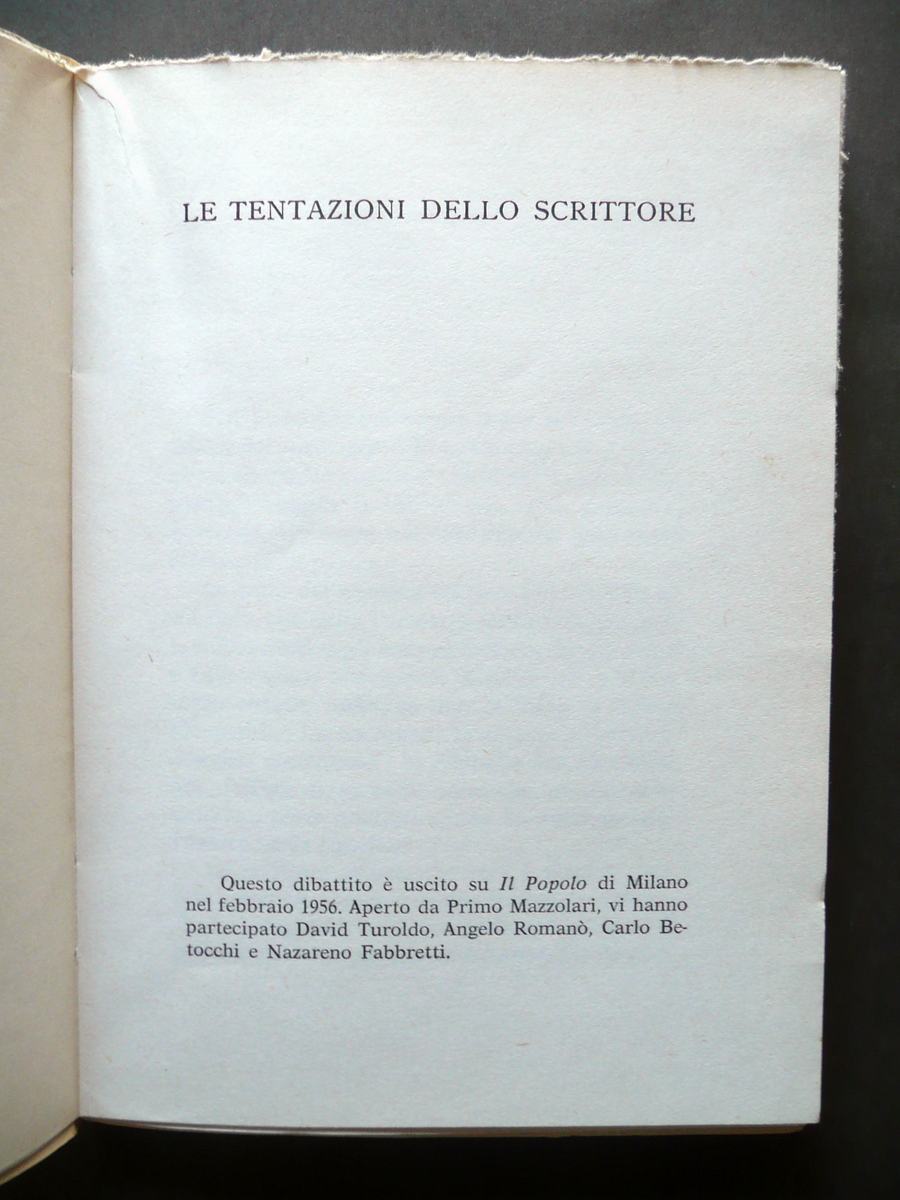 LE TENTAZIONI DELLO SCRITTORE
Questo dibattito è uscito su Il Popolo di Milano
nel febbraio 1956. Aperto da Primo Mazzolari, vi hanno
partecipato David Turoldo, Angelo Romanò, Carlo Be-
tocchi e Nazareno Fabbretti.